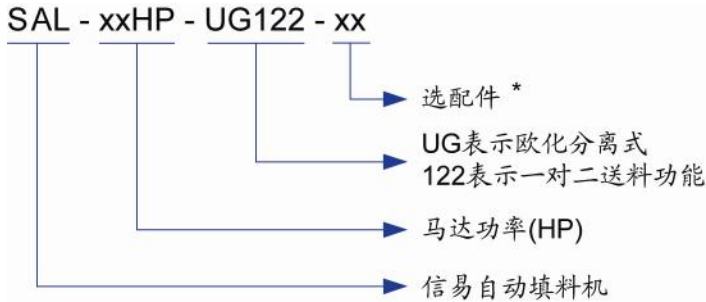 SAL - xxHP - UG122 - xx
选配件 *
UG表示欧化分离式
122表示一对二送料功能
马达功率(HP)
信易自动填料机